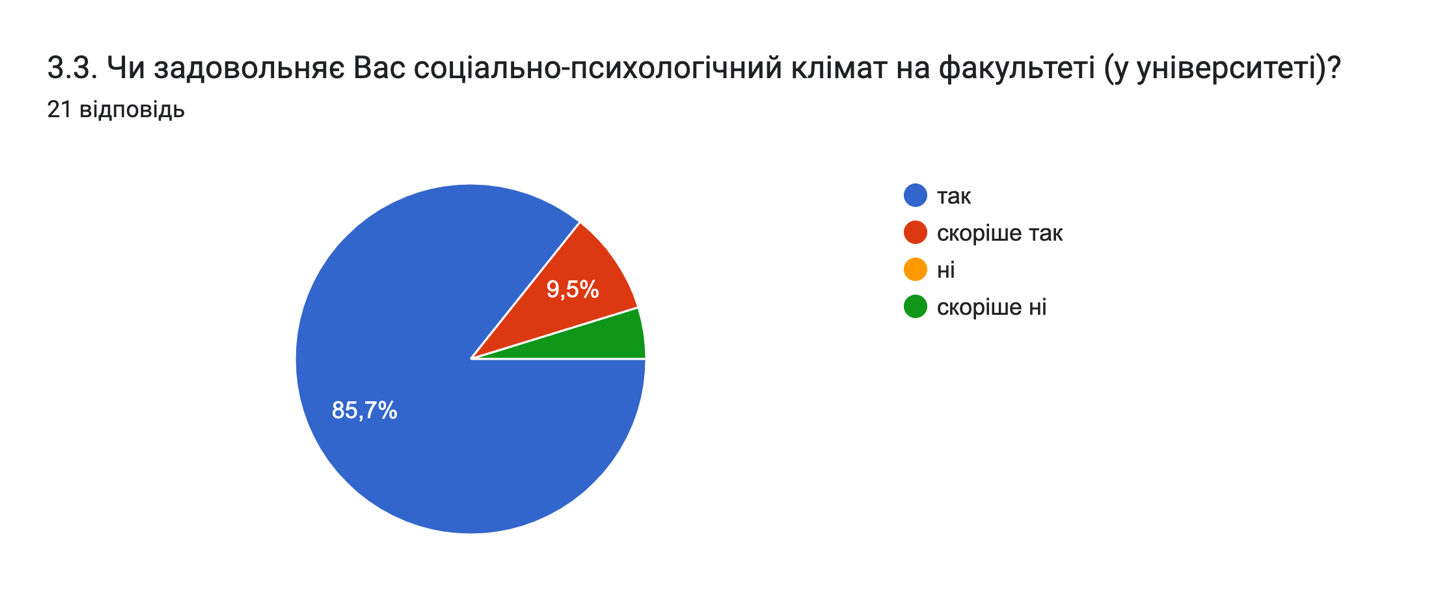 3.3. Чи задовольняє Вас соціально-психологічний клімат на факультеті (у університеті)?
21 відповідь
так
скоріше так
ні
скоріше ні
9,5%
85,7%